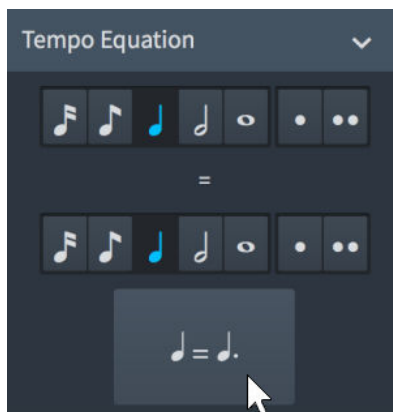 Tempo Equation
=
=